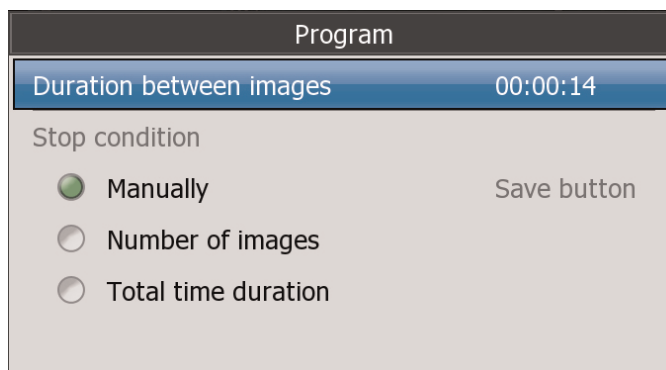 Program
Duration between images 00:00:14
Stop condition
Manually Save button
Number of images
Total time duration